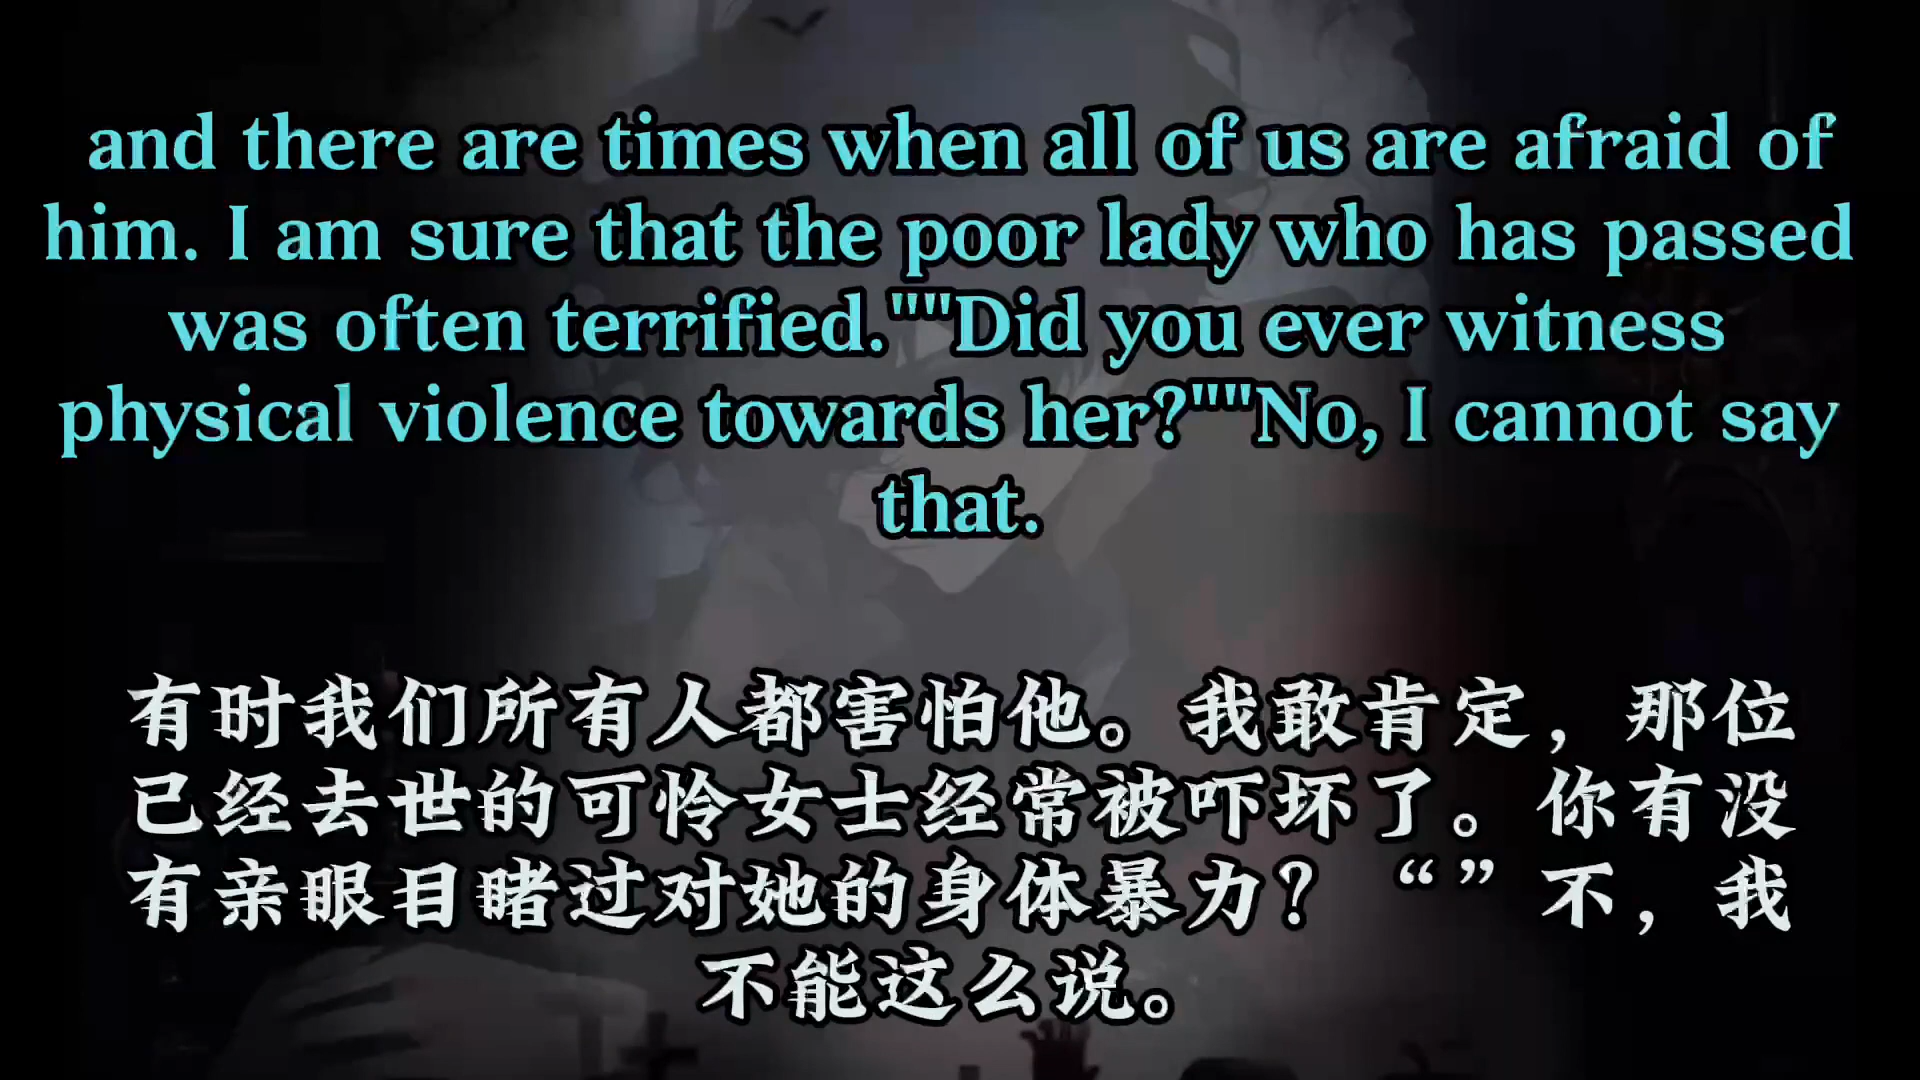 and there are times when all of us are afraid of
him. I am sure that the poor lady who has passed
was often terrified.""Did you ever witness
physical violence towards her?""No, I cannot say
that.
有时我们所有人都害怕他。我敢肯定，那位
已经去世的可怜女士经常被吓坏了。你有没
有亲眼目睹过对她的身体暴力？“”不，我
不能这么说。